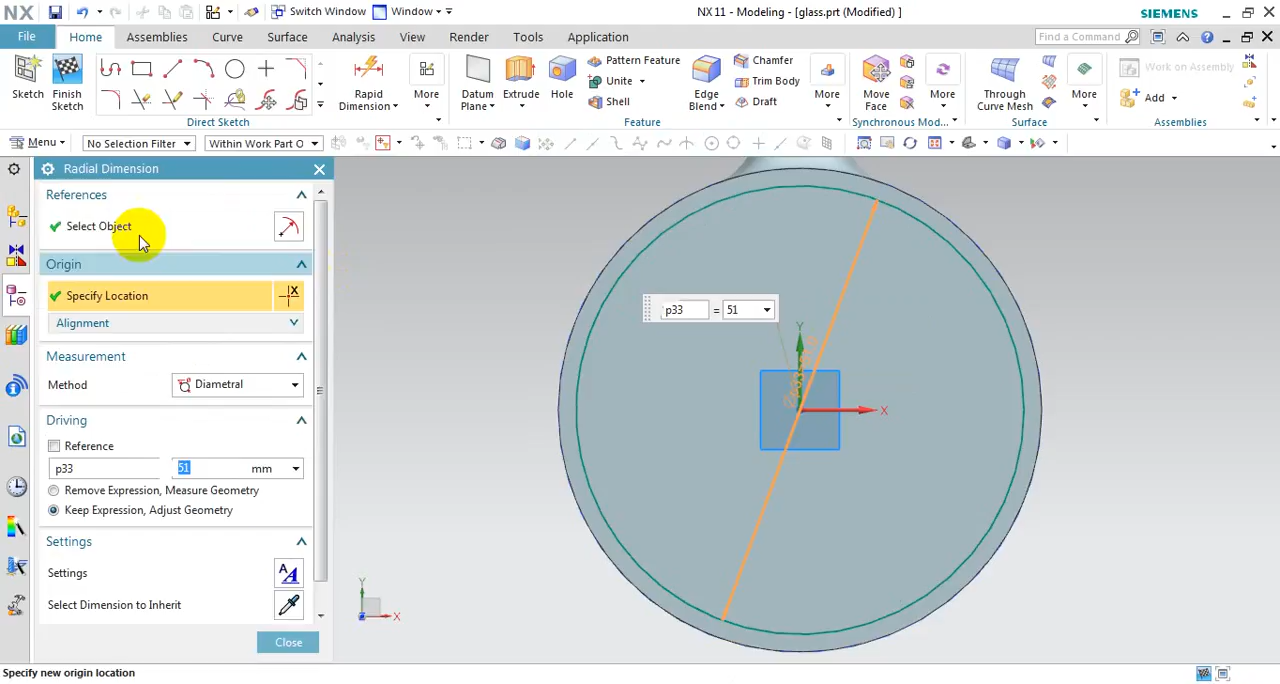 NX
Switch Window
Window
NX 11 - Modeling - [glass.prt (Modified) ]
SIEMENS
File
Home
Assemblies
Curve
Surface
Analysis
View
Render
Tools
Application
Find a Command
Sketch
Finish
Sketch
Direct Sketch
Rapid
Dimension
More
Datum
Plane
Extrude
Hole
Pattern Feature
Unite
Shell
Edge
Blend
Chamfer
Trim Body
Draft
More
Feature
Move
Face
More
Synchronous Mod...
Through
Curve Mesh
More
Surface
Work on Assembly
Add
Assemblies
Menu
No Selection Filter
Within Work Part O
Radial Dimension
References
Select Object
Origin
Specify Location
Alignment
Measurement
Method
Diametral
Driving
Reference
p33
51
mm
Remove Expression, Measure Geometry
Keep Expression, Adjust Geometry
Settings
Settings
A
A
Select Dimension to Inherit
Close
p33
=
51
Y
X
Y
X
Specify new origin location